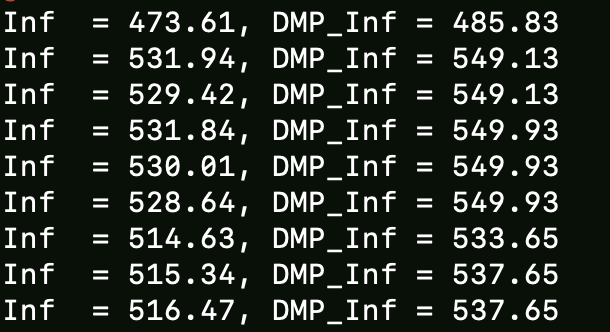 Inf  = 473.61, DMP_Inf = 485.83
Inf  = 531.94, DMP_Inf = 549.13
Inf  = 529.42, DMP_Inf = 549.13
Inf  = 531.84, DMP_Inf = 549.93
Inf  = 530.01, DMP_Inf = 549.93
Inf  = 528.64, DMP_Inf = 549.93
Inf  = 514.63, DMP_Inf = 533.65
Inf  = 515.34, DMP_Inf = 537.65
Inf  = 516.47, DMP_Inf = 537.65